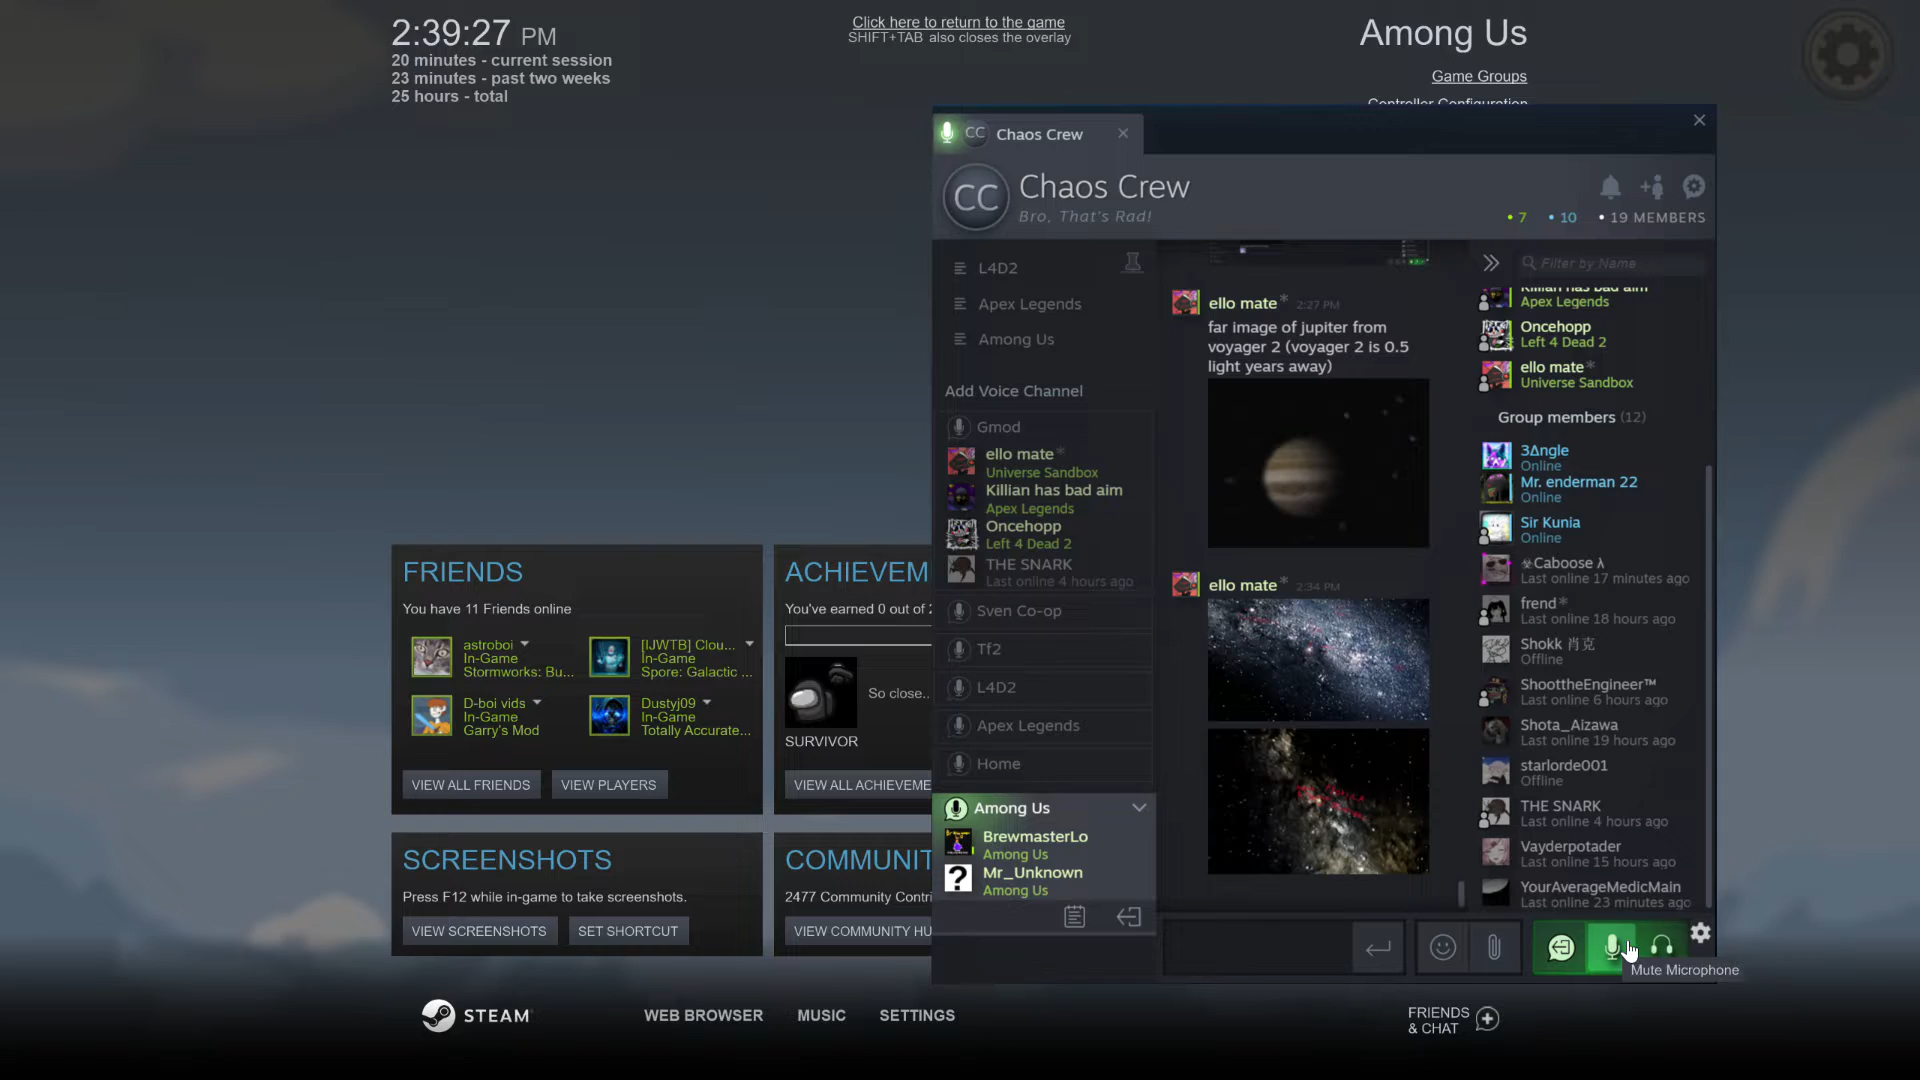 2:39:27 PM
20 minutes - current session
23 minutes - past two weeks
25 hours - total
Click here to return to the game
SHIFT+TAB also closes the overlay
Among Us
Game Groups
Controller Configuration
CC Chaos Crew
CC
Chaos Crew
Bro, That's Rad!
• 7 • 10 • 19 MEMBERS
L4D2
Apex Legends
Among Us
Add Voice Channel
Gmod
ello mate*
Universe Sandbox
Killian has bad aim
Apex Legends
Oncehopp
Left 4 Dead 2
THE SNARK
Last online 4 hours ago
Sven Co-op
Tf2
L4D2
Apex Legends
Home
Among Us
BrewmasterLo
Among Us
Mr_Unknown
Among Us
ello mate* 2:27 PM
far image of jupiter from
voyager 2 (voyager 2 is 0.5
light years away)
ello mate* 2:34 PM
Filter by Name
Killian has bad aim
Apex Legends
Oncehopp
Left 4 Dead 2
ello mate*
Universe Sandbox
Group members (12)
3Δngle
Online
Mr. enderman 22
Online
Sir Kunia
Online
☣Caboose λ
Last online 17 minutes ago
frend*
Last online 18 hours ago
Shokk 肖克
Offline
ShoottheEngineer™
Last online 6 hours ago
Shota_Aizawa
Last online 19 hours ago
starlorde001
Offline
THE SNARK
Last online 4 hours ago
Vayderpotader
Last online 15 hours ago
YourAverageMedicMain
Last online 23 minutes ago
Mute Microphone
FRIENDS
You have 11 Friends online
astroboi
In-Game
Stormworks: Bu...
[IJWTB] Clou...
In-Game
Spore: Galactic ...
D-boi vids
In-Game
Garry's Mod
Dustyj09
In-Game
Totally Accurate...
VIEW ALL FRIENDS
VIEW PLAYERS
ACHIEVEM
You've earned 0 out of 2
So close..
SURVIVOR
VIEW ALL ACHIEVEME
SCREENSHOTS
Press F12 while in-game to take screenshots.
VIEW SCREENSHOTS
SET SHORTCUT
COMMUNIT
2477 Community Contri
VIEW COMMUNITY HU
STEAM
WEB BROWSER
MUSIC
SETTINGS
FRIENDS
& CHAT